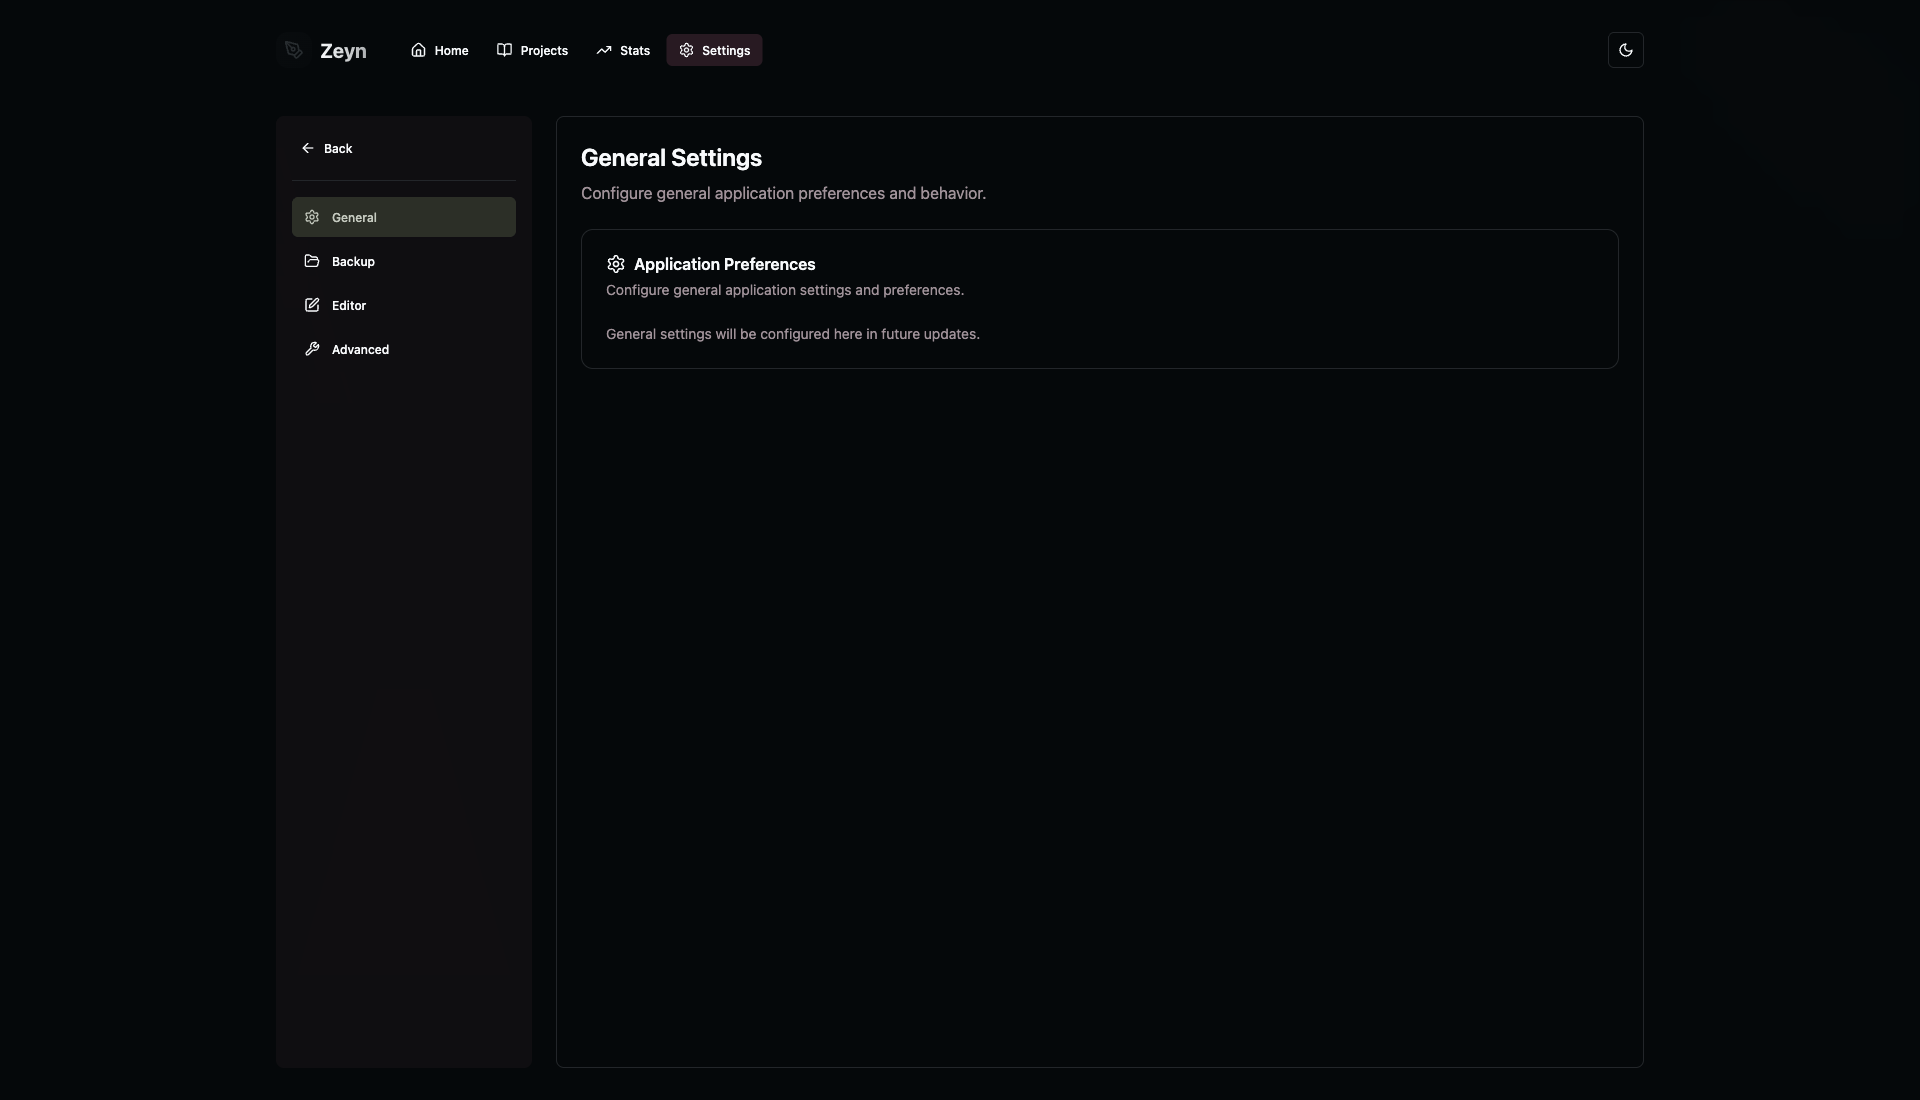 Zeyn
Home
Projects
Stats
Settings
Back
General
Backup
Editor
Advanced
General Settings
Configure general application preferences and behavior.
Application Preferences
Configure general application settings and preferences.
General settings will be configured here in future updates.